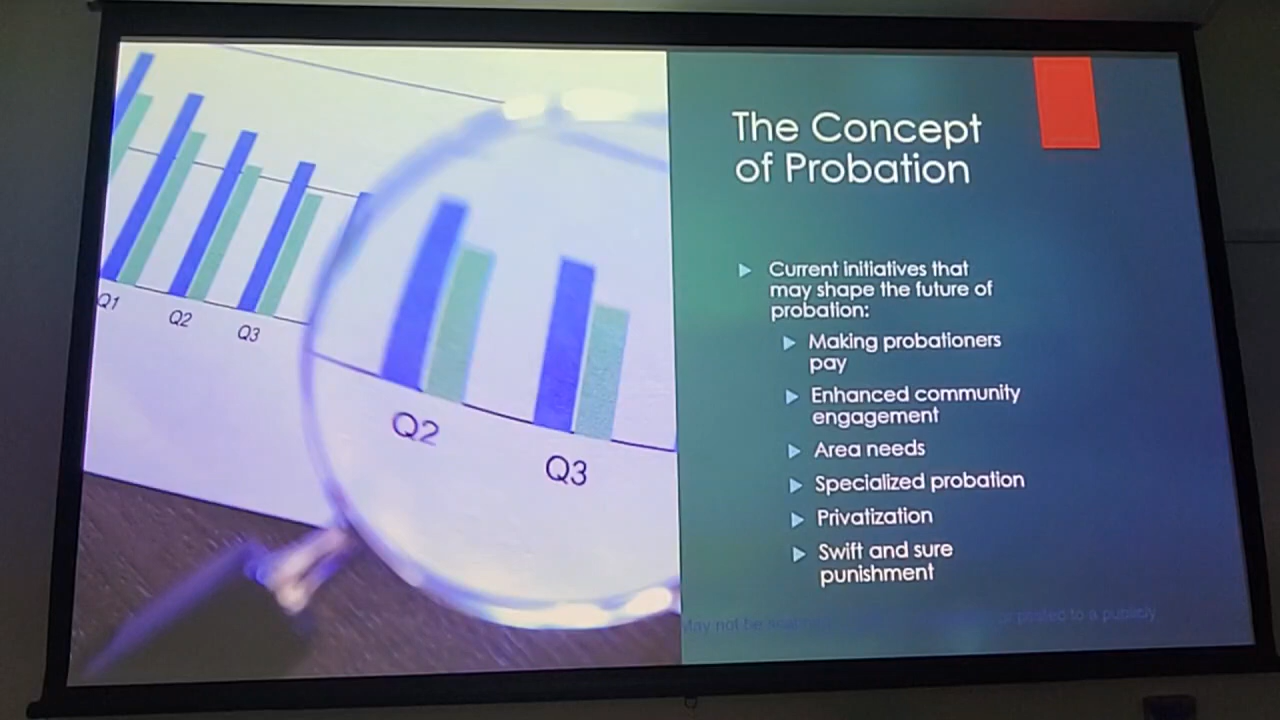 The Concept
of Probation
Current initiatives that
may shape the future of
probation:
Making probationers
pay
Enhanced community
engagement
Area needs
Specialized probation
Privatization
Swift and sure
punishment
May not be
posted to a publicly
Q1
Q2
Q3
Q2
Q3